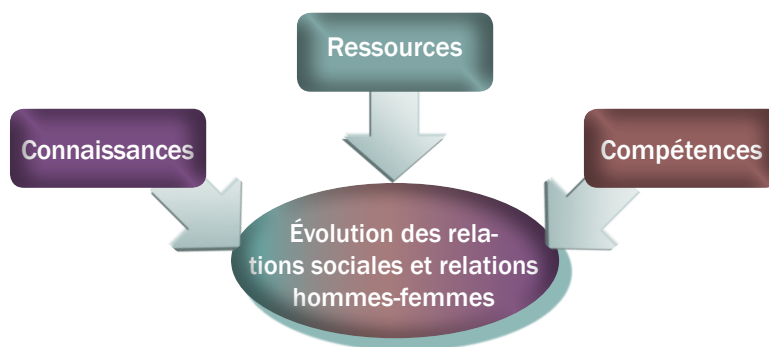 Ressources
Connaissances
Compétences
Évolution des rela-
tions sociales et relations
hommes-femmes